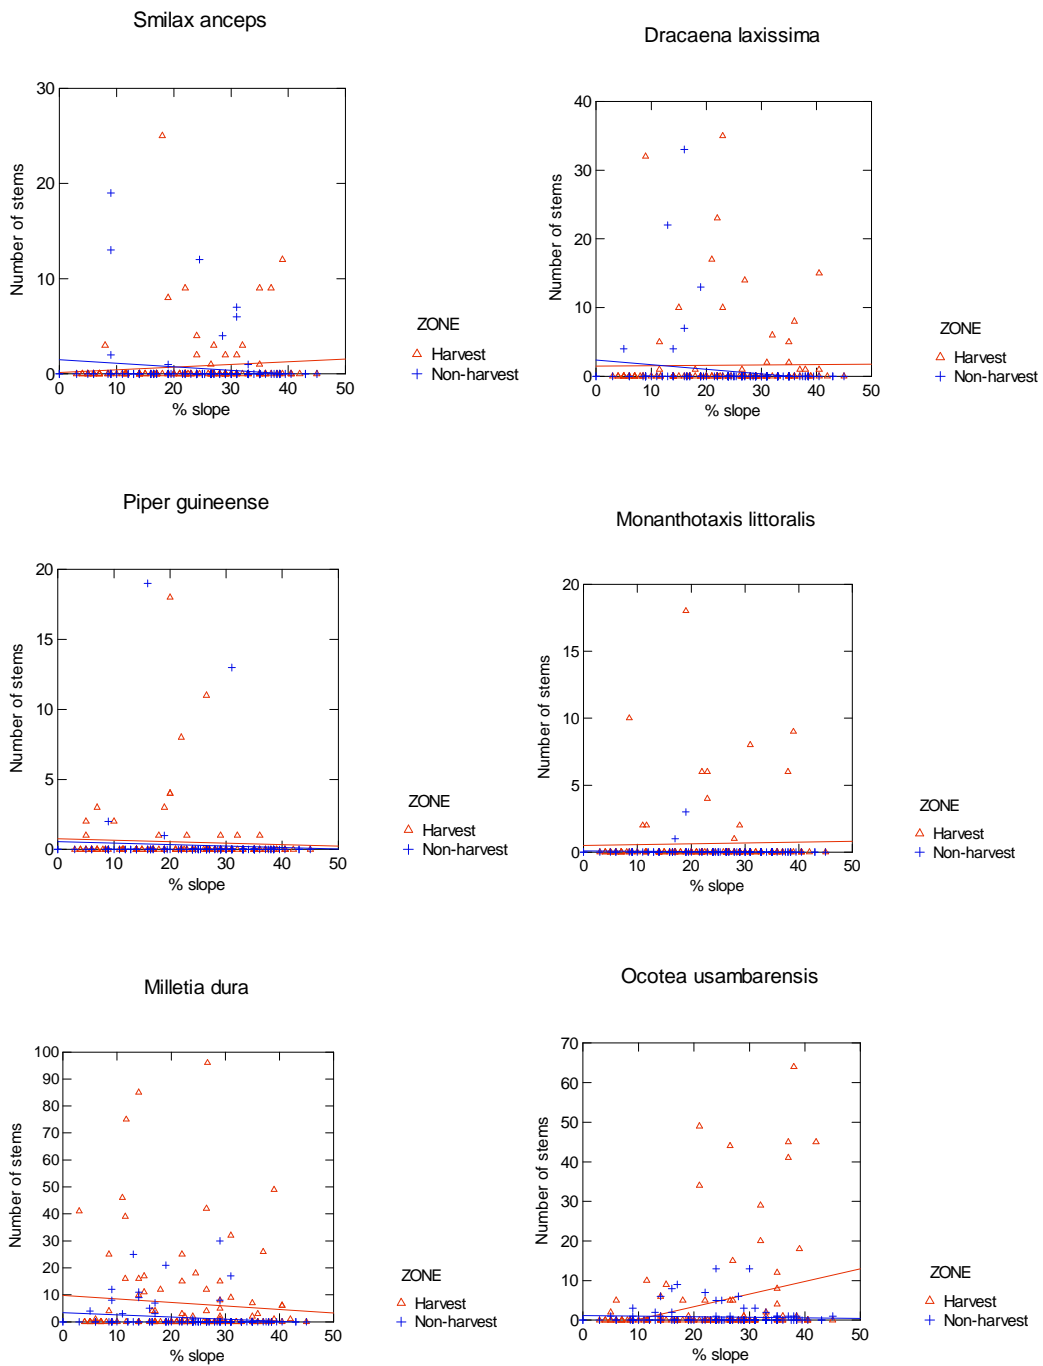 Smilax anceps
30
20
10
0
0 10 20 30 40 50
Number of stems
% slope
ZONE
Harvest
Non-harvest
Dracaena laxissima
40
30
20
10
0
0 10 20 30 40 50
Number of stems
% slope
ZONE
Harvest
Non-harvest
Piper guineense
20
15
10
5
0
0 10 20 30 40 50
Number of stems
% slope
ZONE
Harvest
Non-harvest
Monanthotaxis littoralis
20
15
10
5
0
0 10 20 30 40 50
Number of stems
% slope
ZONE
Harvest
Non-harvest
Milletia dura
100
90
80
70
60
50
40
30
20
10
0
0 10 20 30 40 50
Number of stems
% slope
ZONE
Harvest
Non-harvest
Ocotea usambarensis
70
60
50
40
30
20
10
0
0 10 20 30 40 50
Number of stems
% slope
ZONE
Harvest
Non-harvest